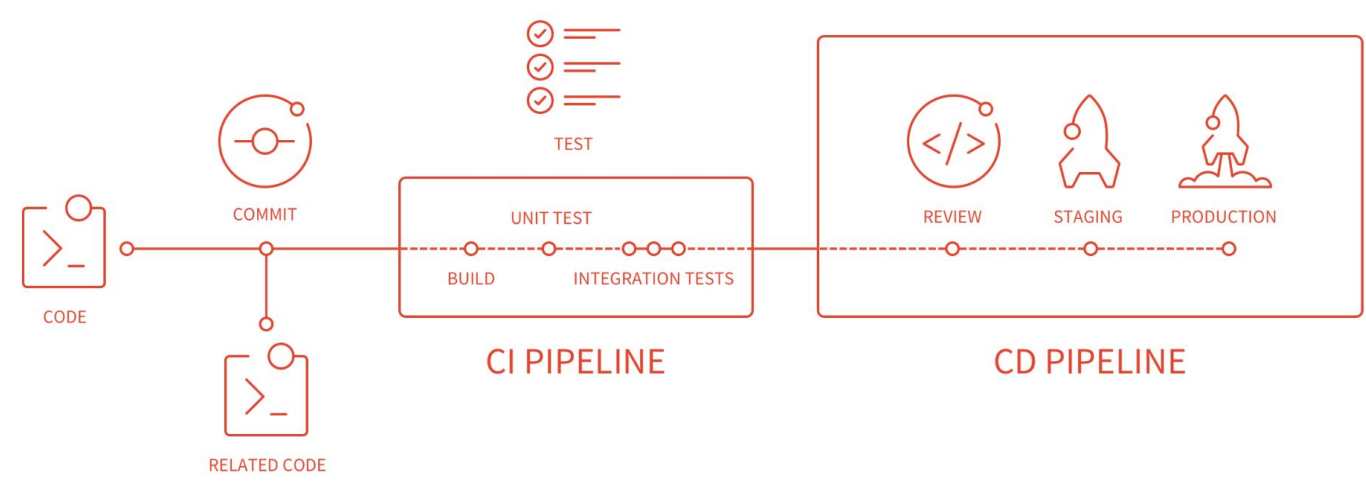 CODE
COMMIT
RELATED CODE
TEST
UNIT TEST
BUILD
INTEGRATION TESTS
CI PIPELINE
REVIEW
STAGING
PRODUCTION
CD PIPELINE